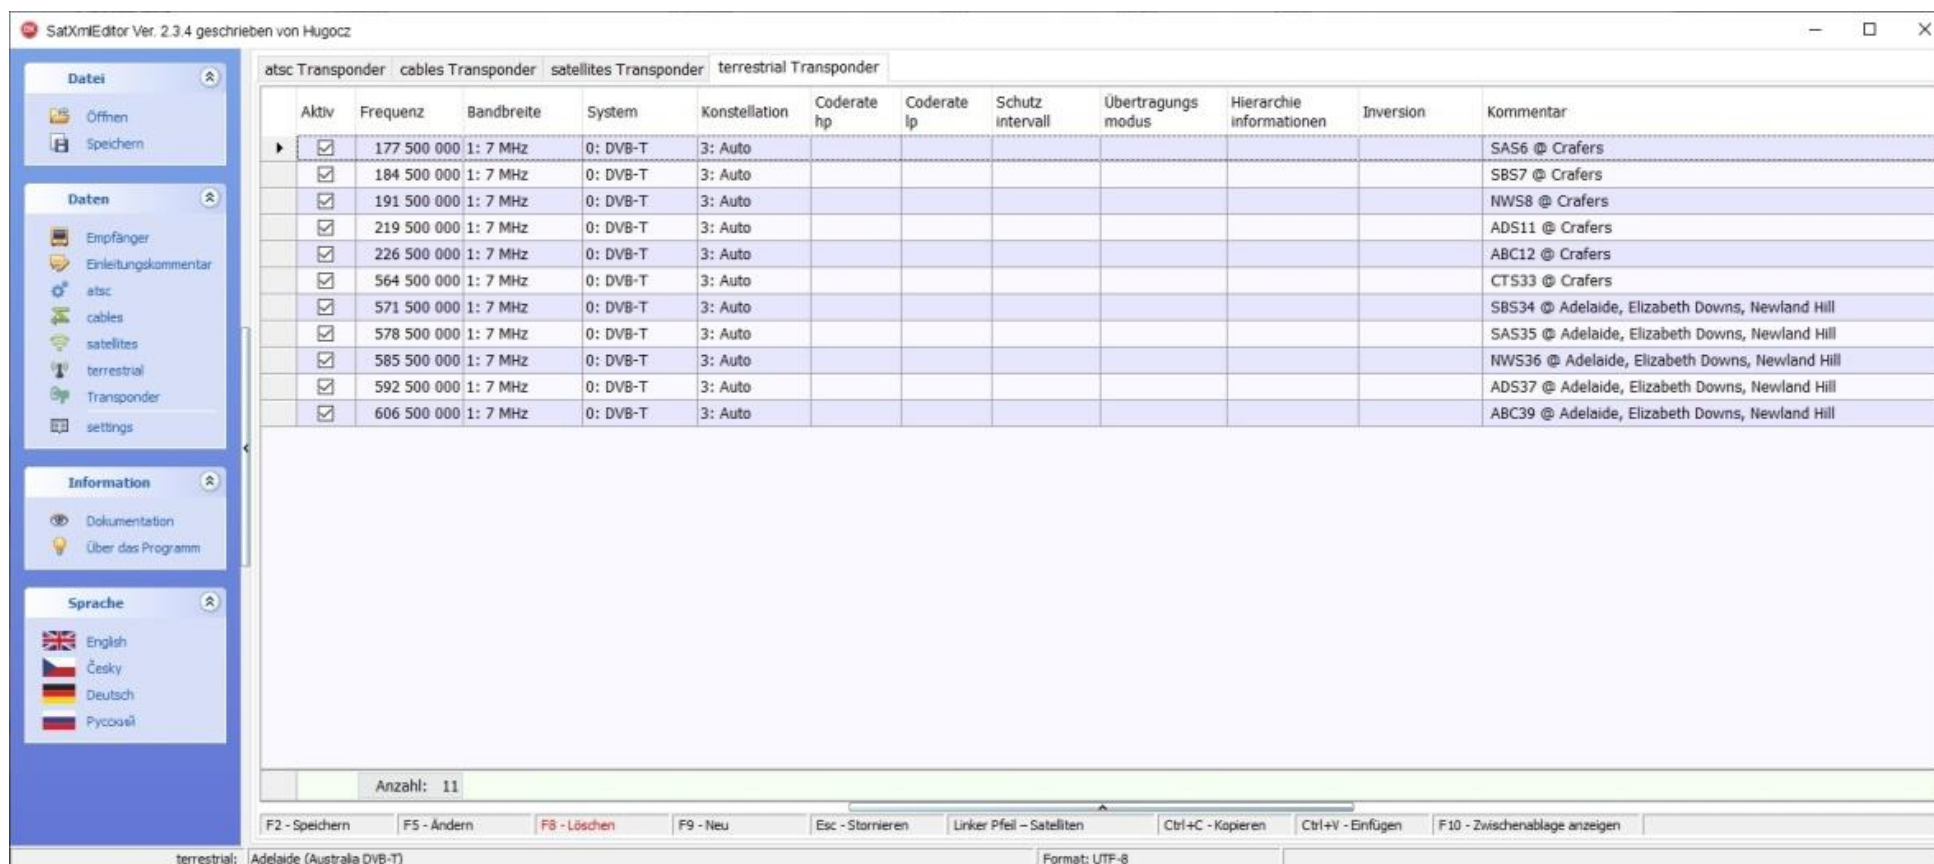 SatXmlEditor Ver. 2.3.4 geschrieben von Hugocz
Datei
Öffnen
Speichern
Daten
Empfänger
Einleitungskommentar
atsc
cables
satellites
terrestrial
Transponder
settings
Information
Dokumentation
Über das Programm
Sprache
English
Česky
Deutsch
Русский
atsc Transponder cables Transponder satellites Transponder terrestrial Transponder
Aktiv Frequenz Bandbreite System Konstellation Coderate hp Coderate lp Schutz intervall Übertragungs modus Hierarchie informationen Inversion Kommentar
177 500 000 1: 7 MHz 0: DVB-T 3: Auto SAS6 @ Crafers
184 500 000 1: 7 MHz 0: DVB-T 3: Auto SBS7 @ Crafers
191 500 000 1: 7 MHz 0: DVB-T 3: Auto NWS8 @ Crafers
219 500 000 1: 7 MHz 0: DVB-T 3: Auto ADS11 @ Crafers
226 500 000 1: 7 MHz 0: DVB-T 3: Auto ABC12 @ Crafers
564 500 000 1: 7 MHz 0: DVB-T 3: Auto CTS33 @ Crafers
571 500 000 1: 7 MHz 0: DVB-T 3: Auto SBS34 @ Adelaide, Elizabeth Downs, Newland Hill
578 500 000 1: 7 MHz 0: DVB-T 3: Auto SAS35 @ Adelaide, Elizabeth Downs, Newland Hill
585 500 000 1: 7 MHz 0: DVB-T 3: Auto NWS36 @ Adelaide, Elizabeth Downs, Newland Hill
592 500 000 1: 7 MHz 0: DVB-T 3: Auto ADS37 @ Adelaide, Elizabeth Downs, Newland Hill
606 500 000 1: 7 MHz 0: DVB-T 3: Auto ABC39 @ Adelaide, Elizabeth Downs, Newland Hill
Anzahl: 11
F2 - Speichern F5 - Ändern F8 - Löschen F9 - Neu Esc - Stornieren Linker Pfeil – Satelliten Ctrl+C - Kopieren Ctrl+V - Einfügen F10 - Zwischenablage anzeigen
terrestrial: Adelaide (Australia DVB-T) Format: UTF-8